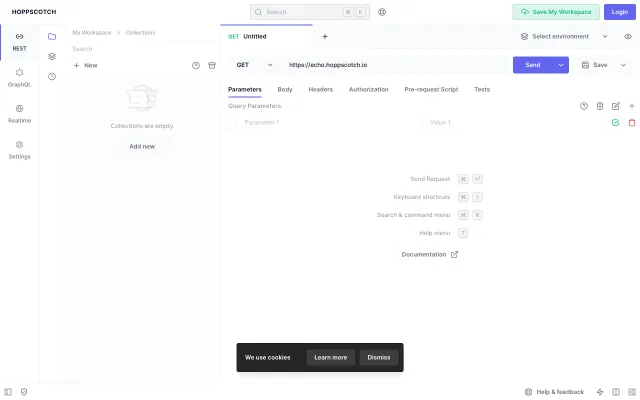 HOPPSCOTCH
Search ⌘ K
Save My Workspace
Login
REST
GraphQL
Realtime
Settings
My Workspace > Collections
Search
+ New
Collections are empty
Add new
GET Untitled
Select environment
GET https://echo.hoppscotch.io
Send
Save
Parameters Body Headers Authorization Pre-request Script Tests
Query Parameters
Parameter 1 Value 1
Send Request ⌘ ⏎
Keyboard shortcuts ⌘ /
Search & command menu ⌘ K
Help menu ?
Documentation
We use cookies Learn more Dismiss
Help & feedback